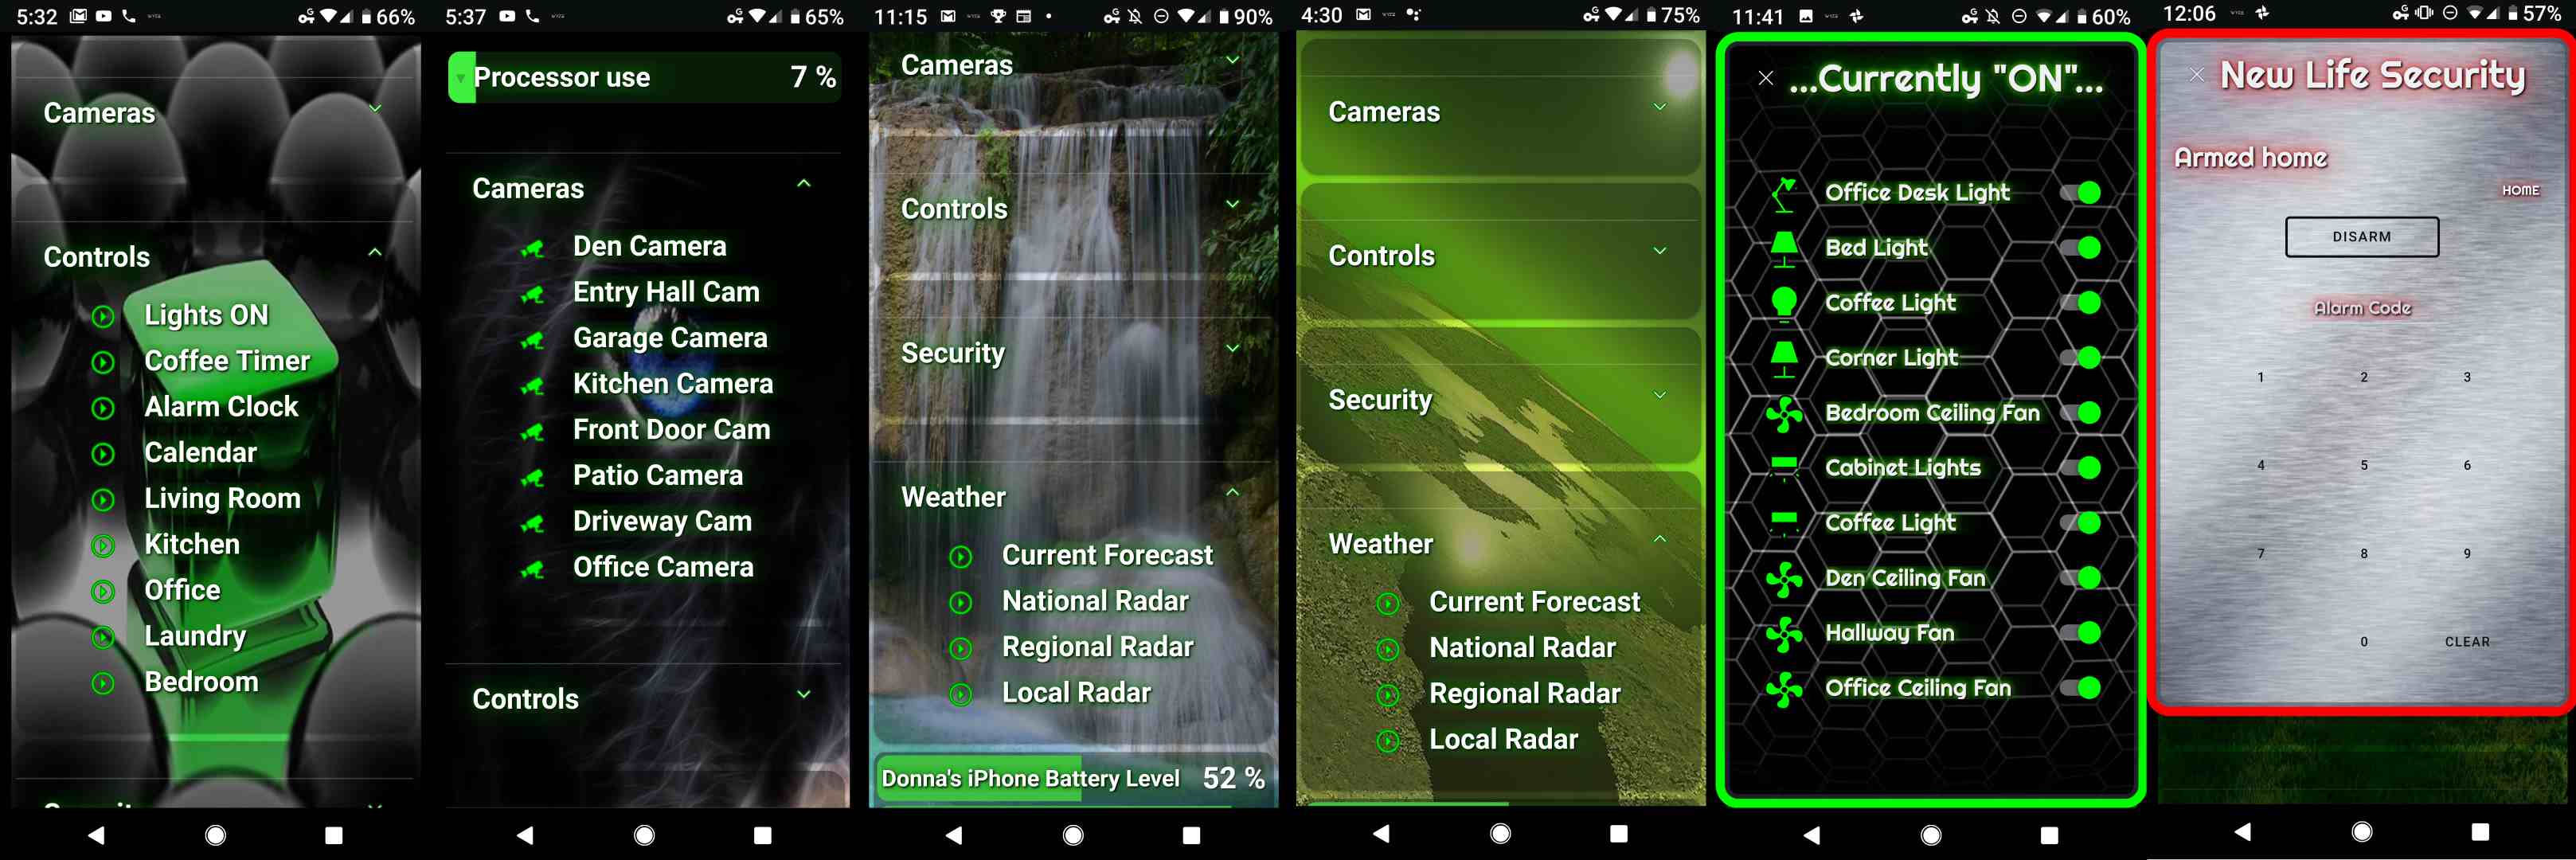 5:32
66%
Cameras
Controls
Lights ON
Coffee Timer
Alarm Clock
Calendar
Living Room
Kitchen
Office
Laundry
Bedroom
5:37
65%
Processor use 7 %
Cameras
Den Camera
Entry Hall Cam
Garage Camera
Kitchen Camera
Front Door Cam
Patio Camera
Driveway Cam
Office Camera
Controls
11:15
90%
Cameras
Controls
Security
Weather
Current Forecast
National Radar
Regional Radar
Local Radar
Donna's iPhone Battery Level 52 %
4:30
75%
Cameras
Controls
Security
Weather
Current Forecast
National Radar
Regional Radar
Local Radar
11:41
60%
...Currently "ON"...
Office Desk Light
Bed Light
Coffee Light
Corner Light
Bedroom Ceiling Fan
Cabinet Lights
Coffee Light
Den Ceiling Fan
Hallway Fan
Office Ceiling Fan
12:06
57%
New Life Security
Armed home
HOME
DISARM
Alarm Code
1 2 3
4 5 6
7 8 9
0 CLEAR